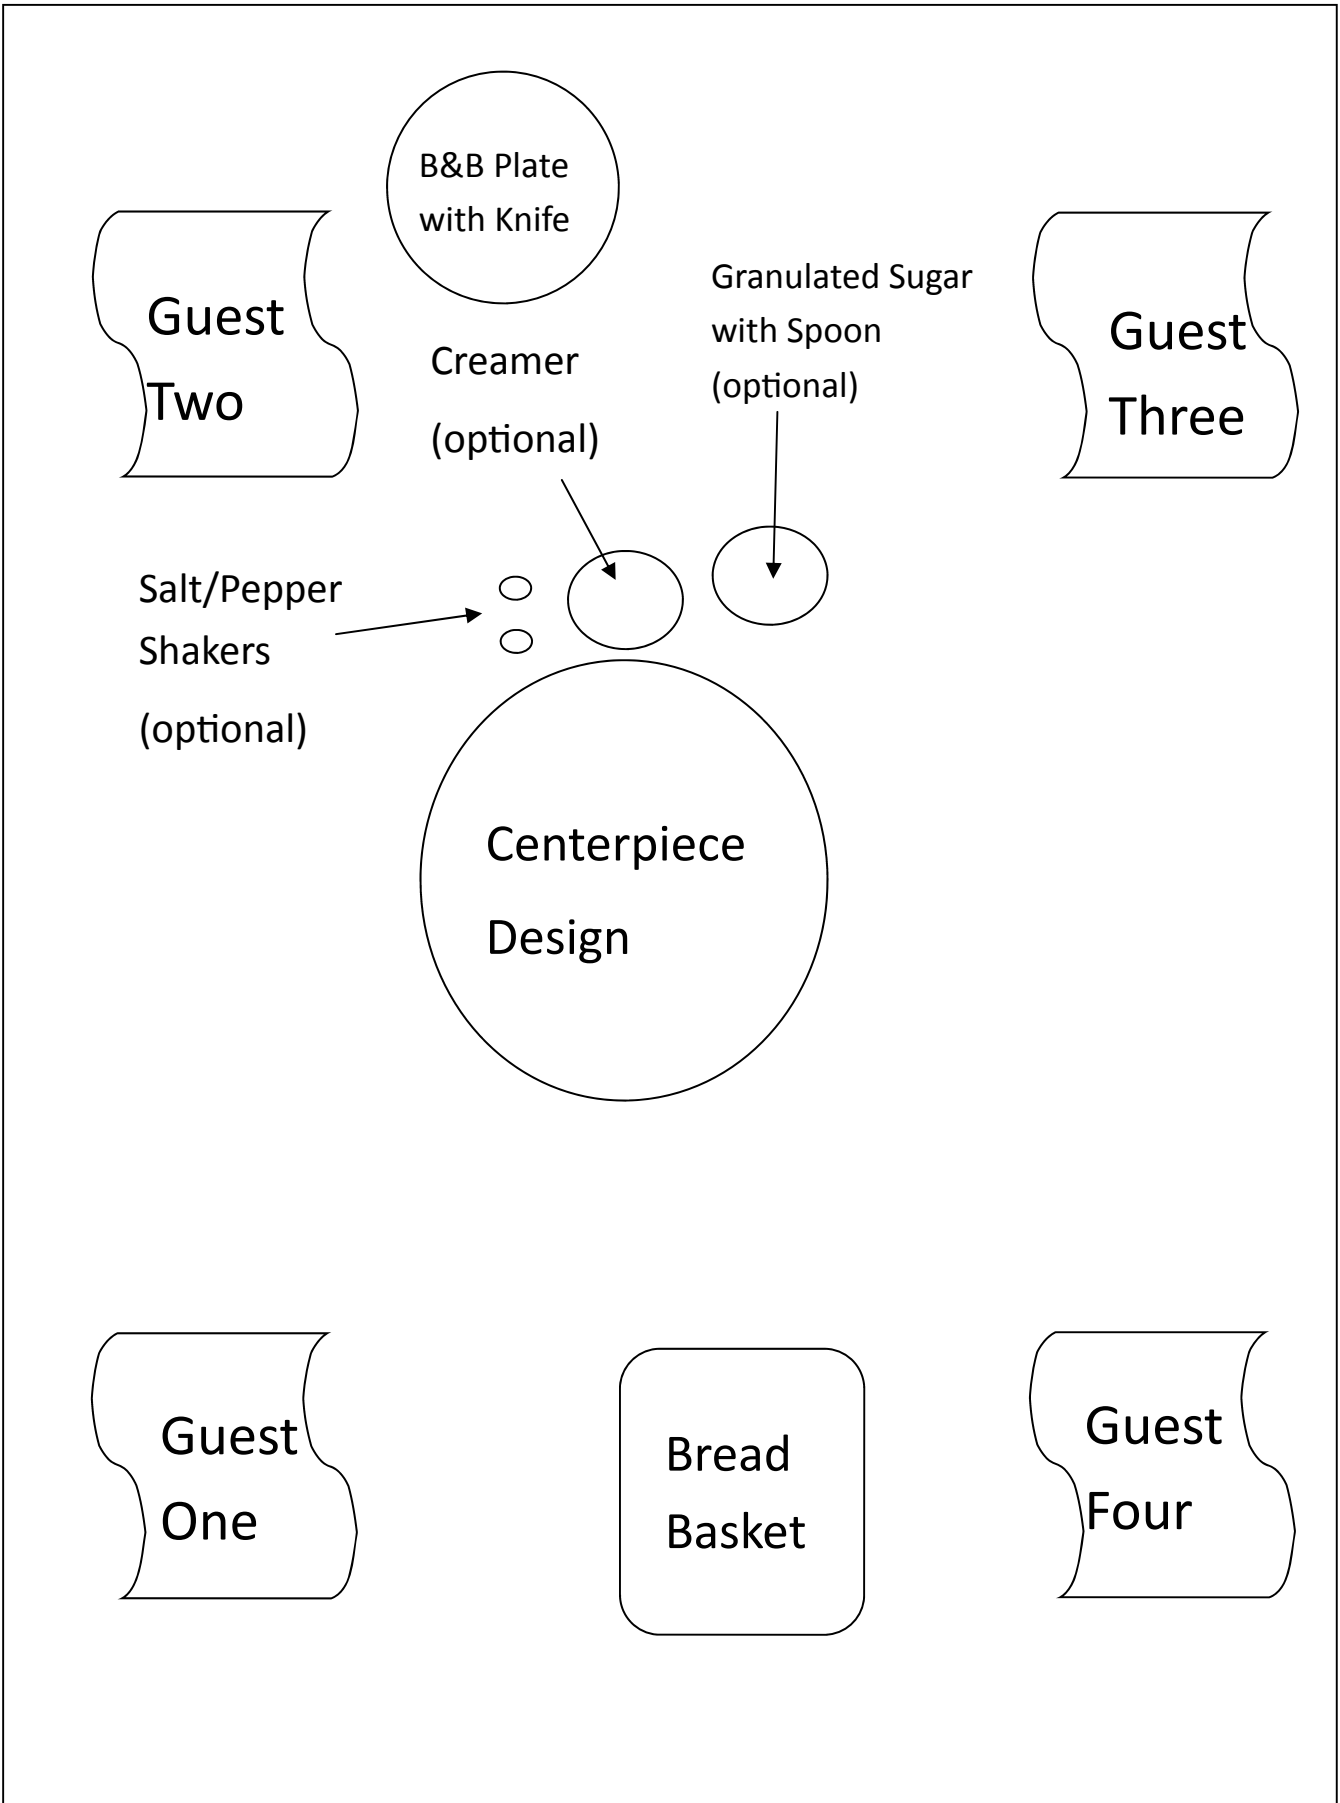 B&B Plate
with Knife
Guest
Two
Granulated Sugar
with Spoon
(optional)
Guest
Three
Creamer
(optional)
Salt/Pepper
Shakers
(optional)
Centerpiece
Design
Guest
One
Bread
Basket
Guest
Four